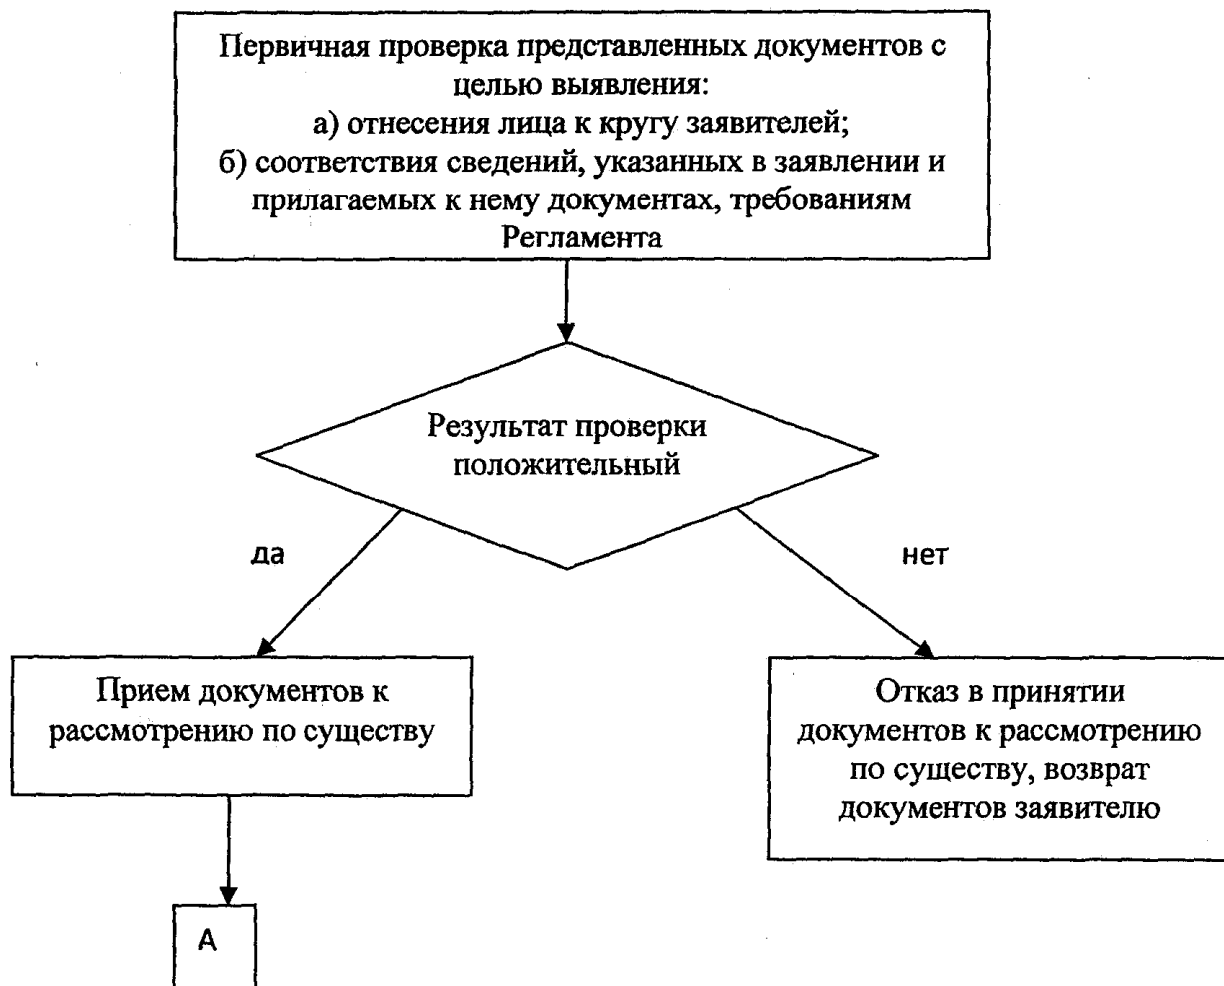 Первичная проверка представленных документов с
целью выявления:
а) отнесения лица к кругу заявителей;
б) соответствия сведений, указанных в заявлении и
прилагаемых к нему документах, требованиям
Регламента
Результат проверки
положительный
да
нет
Прием документов к
рассмотрению по существу
Отказ в принятии
документов к рассмотрению
по существу, возврат
документов заявителю
А